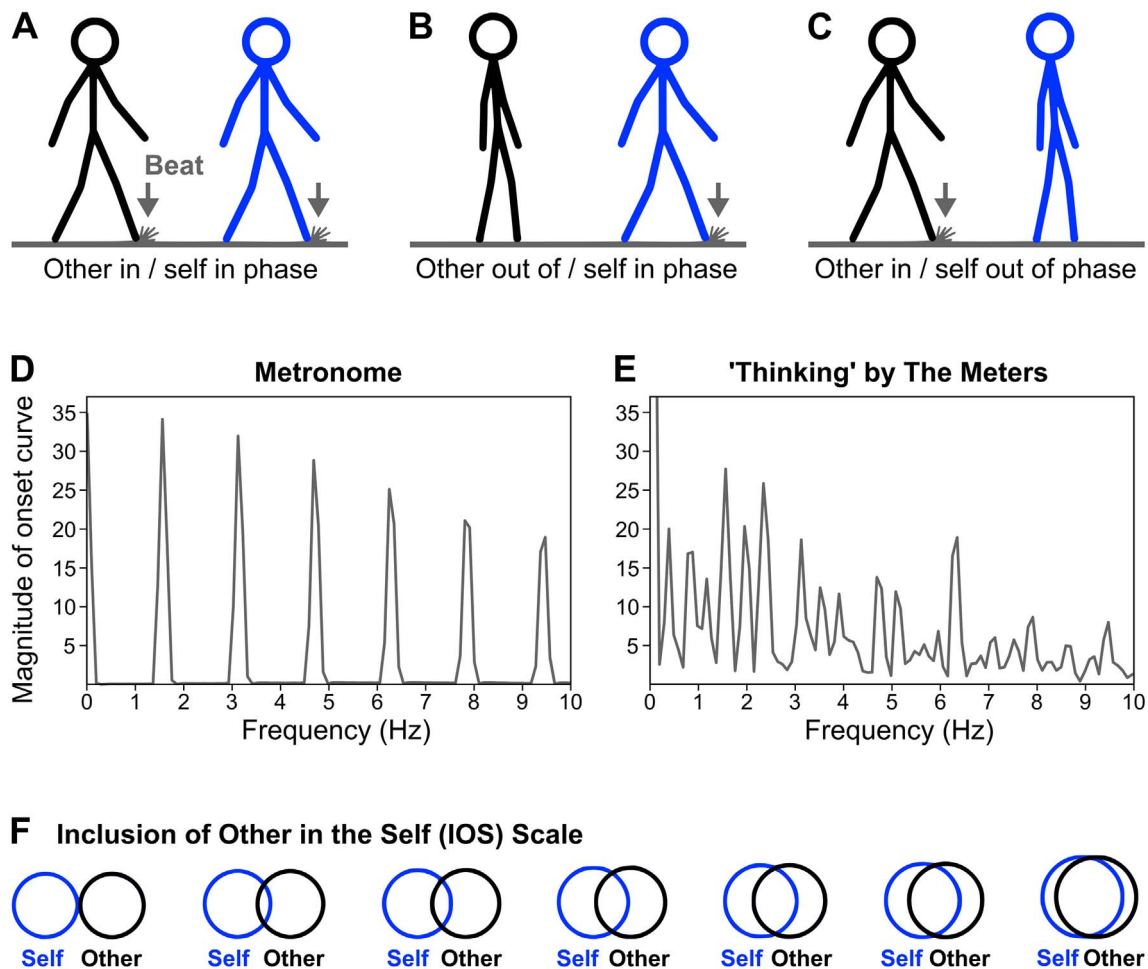 A
B
C
Beat
Other in / self in phase
Other out of / self in phase
Other in / self out of phase
D
Metronome
E
'Thinking' by The Meters
Magnitude of onset curve
35
30
25
20
15
10
5
0 1 2 3 4 5 6 7 8 9 10
Frequency (Hz)
35
30
25
20
15
10
5
0 1 2 3 4 5 6 7 8 9 10
Frequency (Hz)
F Inclusion of Other in the Self (IOS) Scale
Self Other
Self Other
Self Other
Self Other
Self Other
Self Other
Self Other